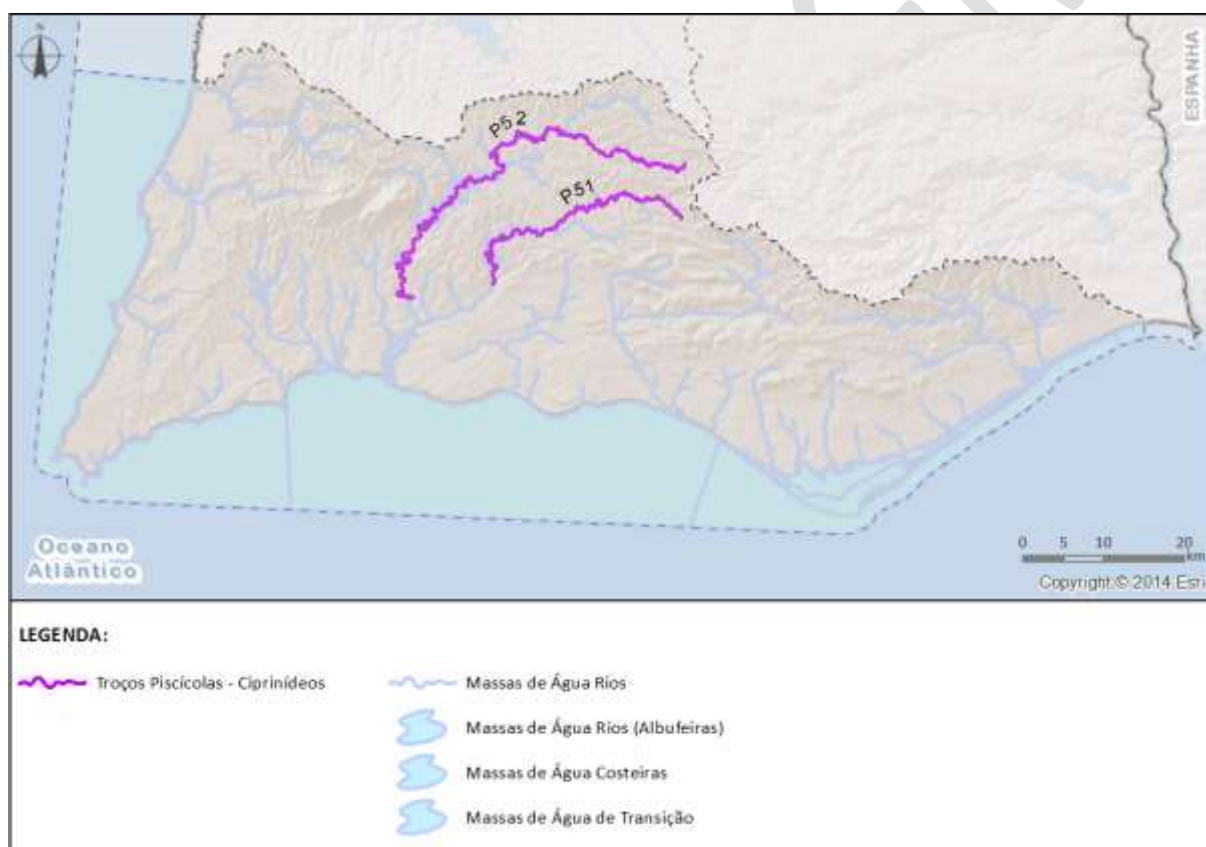 N
ESPANHA
P5 2
P51
Oceano
Atlântico
0 5 10 20
km
Copyright:© 2014 Esri
LEGENDA:
Troços Piscícolas - Ciprinídeos
Massas de Água Rios
Massas de Água Rios (Albufeiras)
Massas de Água Costeiras
Massas de Água de Transição